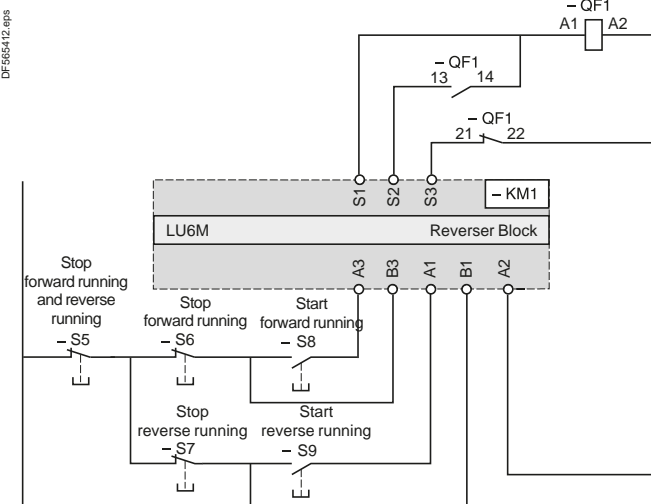 DF565412.eps
– QF1
A1 A2
– QF1
13 14
– QF1
21 22
S1 S2 S3
– KM1
LU6M Reverser Block
A3 B3 A1 B1 A2
Stop
forward running
and reverse
running
– S5
Stop
forward running
– S6
Start
forward running
– S8
Stop
reverse running
– S7
Start
reverse running
– S9